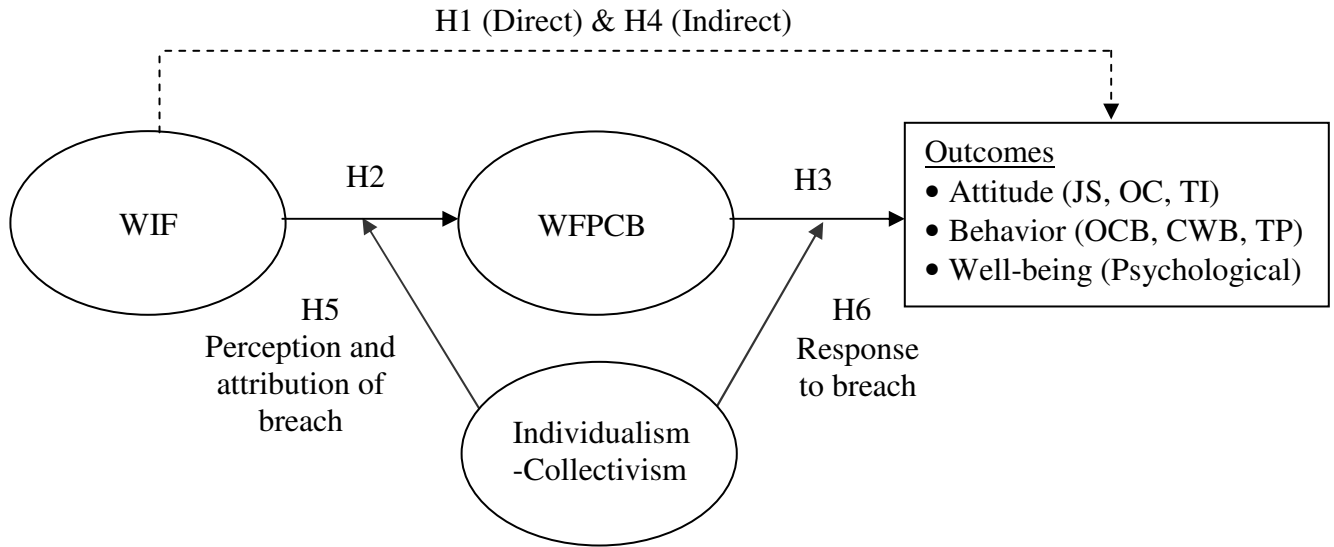 H1 (Direct) & H4 (Indirect)
WIF
H2
WFPCB
H3
Outcomes
• Attitude (JS, OC, TI)
• Behavior (OCB, CWB, TP)
• Well-being (Psychological)
H5
Perception and
attribution of
breach
H6
Response
to breach
Individualism
-Collectivism